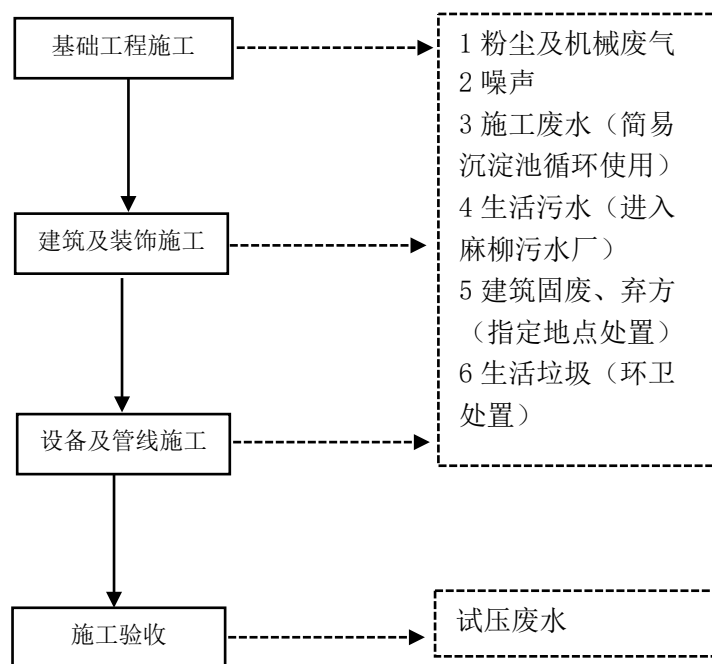 基础工程施工
1 粉尘及机械废气
2 噪声
3 施工废水（简易
沉淀池循环使用）
4 生活污水（进入
麻柳污水厂）
5 建筑固废、弃方
（指定地点处置）
6 生活垃圾（环卫
处置）
建筑及装饰施工
设备及管线施工
施工验收
试压废水